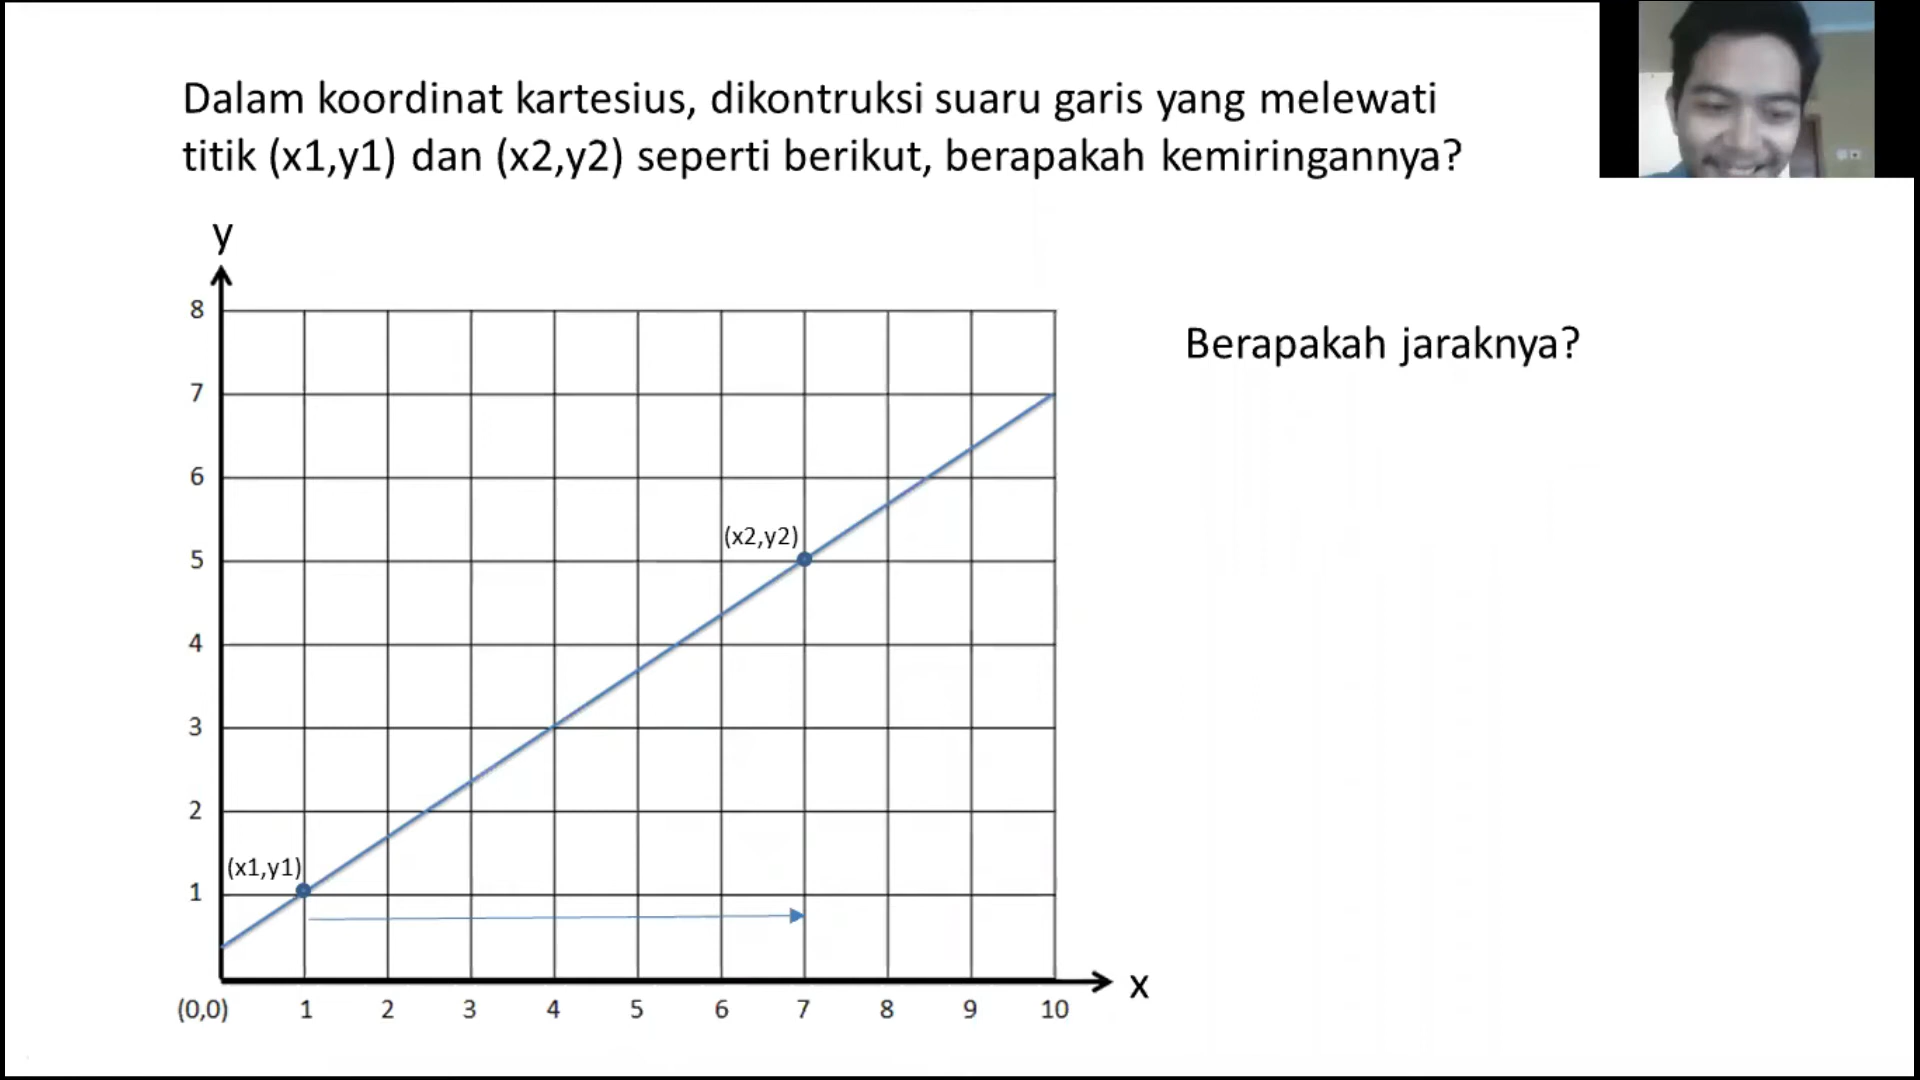 Dalam koordinat kartesius, dikontruksi suaru garis yang melewati
titik (x1,y1) dan (x2,y2) seperti berikut, berapakah kemiringannya?
y
8
Berapakah jaraknya?
7
6
(x2,y2)
5
4
3
2
(x1,y1)
1
x
(0,0) 1 2 3 4 5 6 7 8 9 10